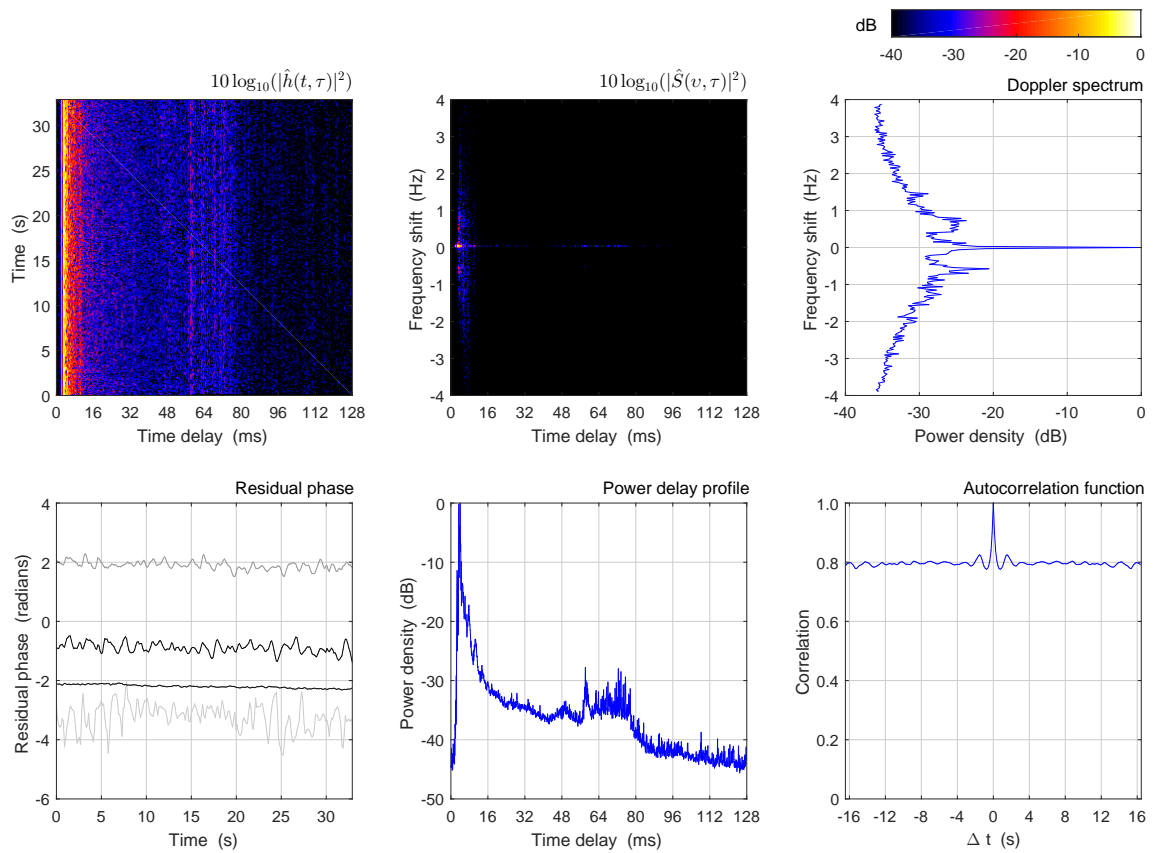 dB
-40 -30 -20 -10 0
10 log₁₀(|ĥ(t, τ)|²)
Time (s)
30
25
20
15
10
5
0
0 16 32 48 64 80 96 112 128
Time delay (ms)
10 log₁₀(|Ŝ(υ, τ)|²)
Frequency shift (Hz)
4
3
2
1
0
-1
-2
-3
-4
0 16 32 48 64 80 96 112 128
Time delay (ms)
Doppler spectrum
Frequency shift (Hz)
4
3
2
1
0
-1
-2
-3
-4
-40 -30 -20 -10 0
Power density (dB)
Residual phase
Residual phase (radians)
4
2
0
-2
-4
-6
0 5 10 15 20 25 30
Time (s)
Power delay profile
Power density (dB)
0
-10
-20
-30
-40
-50
0 16 32 48 64 80 96 112 128
Time delay (ms)
Autocorrelation function
Correlation
1.0
0.8
0.6
0.4
0.2
0
-16 -12 -8 -4 0 4 8 12 16
Δ t (s)